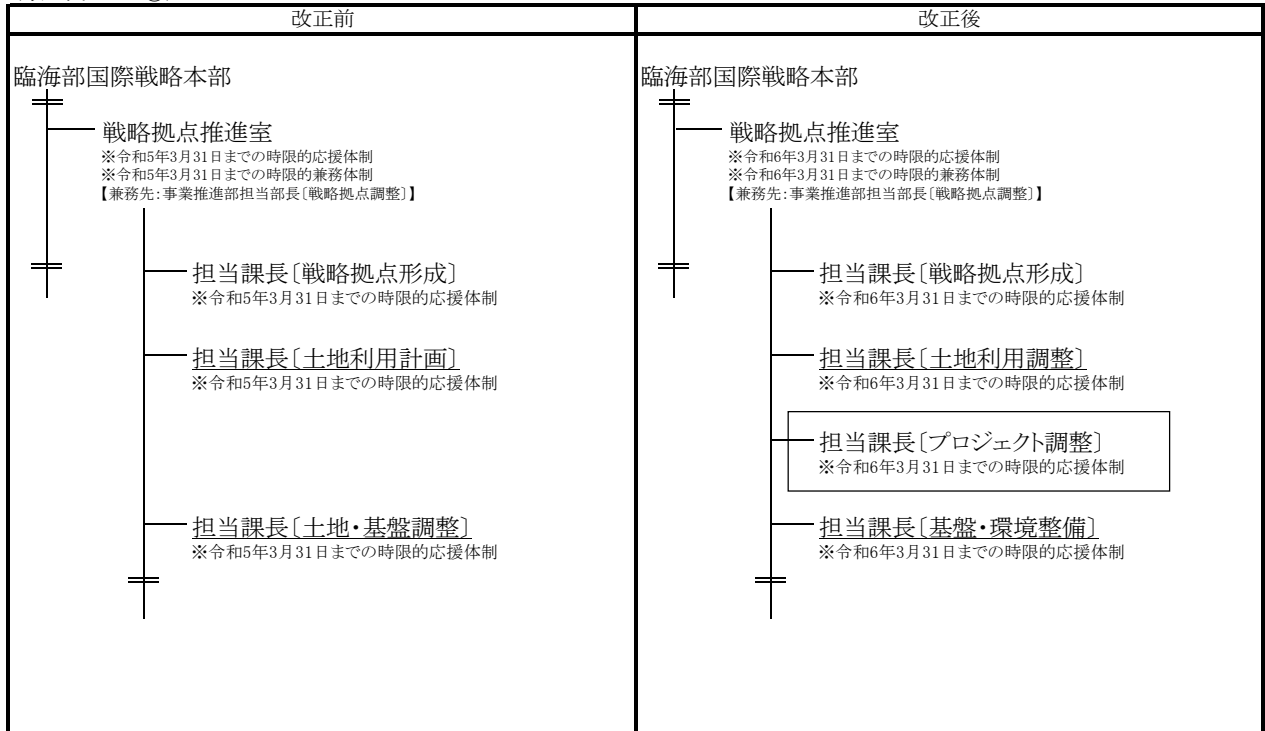 改正前
改正後
臨海部国際戦略本部
戦略拠点推進室
※令和5年3月31日までの時限的応援体制
※令和5年3月31日までの時限的兼務体制
【兼務先:事業推進部担当部長〔戦略拠点調整〕】
担当課長〔戦略拠点形成〕
※令和5年3月31日までの時限的応援体制
担当課長〔土地利用計画〕
※令和5年3月31日までの時限的応援体制
担当課長〔土地・基盤調整〕
※令和5年3月31日までの時限的応援体制
臨海部国際戦略本部
戦略拠点推進室
※令和6年3月31日までの時限的応援体制
※令和6年3月31日までの時限的兼務体制
【兼務先:事業推進部担当部長〔戦略拠点調整〕】
担当課長〔戦略拠点形成〕
※令和6年3月31日までの時限的応援体制
担当課長〔土地利用調整〕
※令和6年3月31日までの時限的応援体制
担当課長〔プロジェクト調整〕
※令和6年3月31日までの時限的応援体制
担当課長〔基盤・環境整備〕
※令和6年3月31日までの時限的応援体制